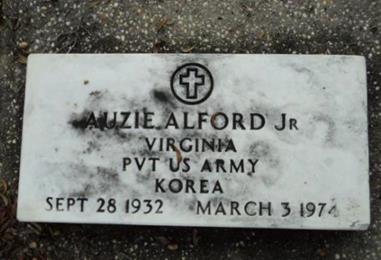 AUZIE ALFORD JR
VIRGINIA
PVT US ARMY
KOREA
SEPT 28 1932 MARCH 3 1974